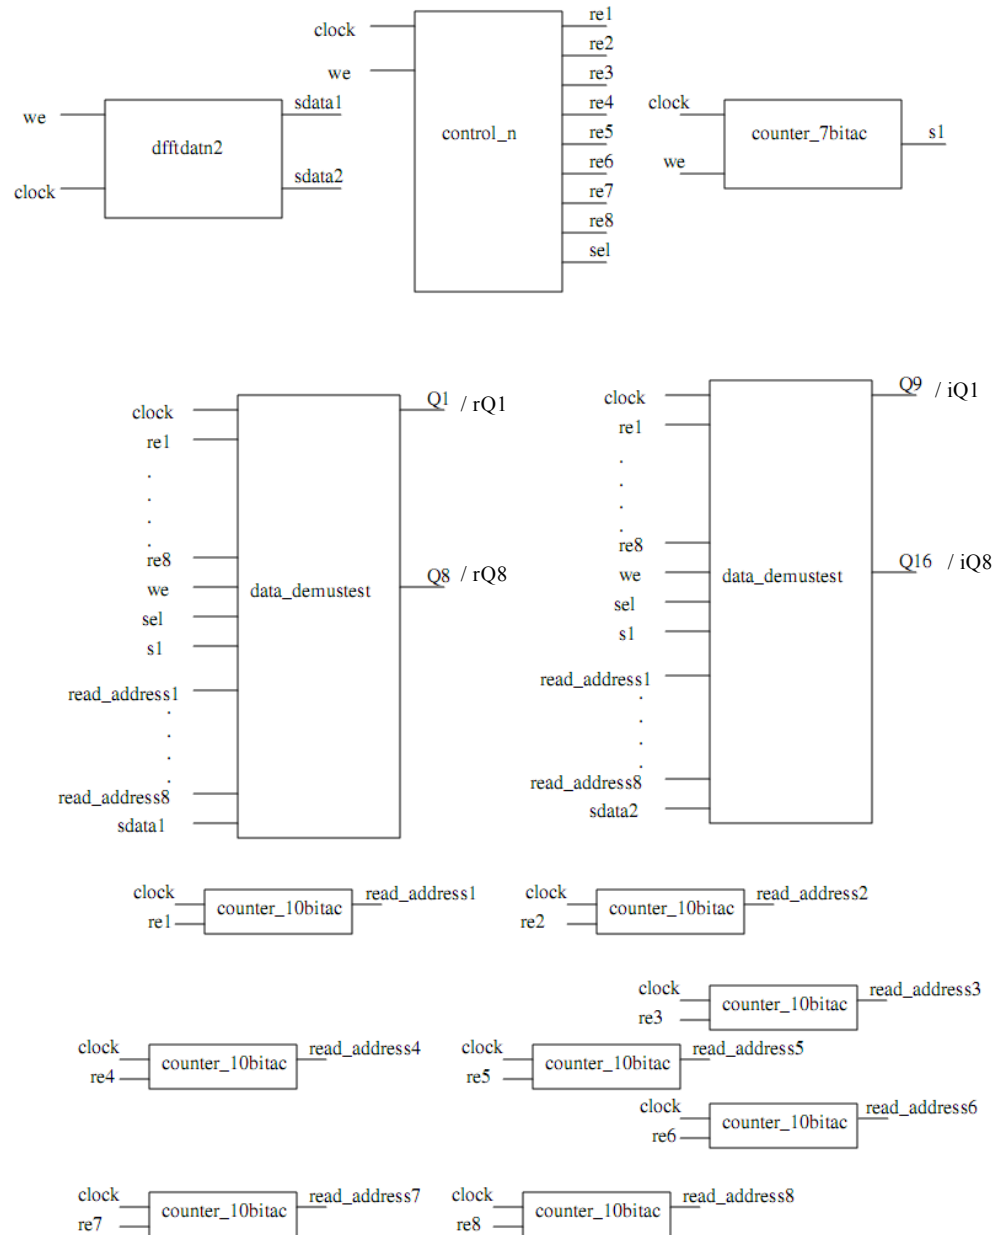 clock
we
control_n
re1
re2
re3
re4
re5
re6
re7
re8
sel
we
clock
dfftdatn2
sdata1
sdata2
clock
we
counter_7bitac
s1
clock
re1
re8
we
sel
s1
read_address1
read_address8
sdata1
data_demustest
Q1 / rQ1
Q8 / rQ8
clock
re1
re8
we
sel
s1
read_address1
read_address8
sdata2
data_demustest
Q9 / iQ1
Q16 / iQ8
clock
re1
counter_10bitac
read_address1
clock
re2
counter_10bitac
read_address2
clock
re3
counter_10bitac
read_address3
clock
re4
counter_10bitac
read_address4
clock
re5
counter_10bitac
read_address5
clock
re6
counter_10bitac
read_address6
clock
re7
counter_10bitac
read_address7
clock
re8
counter_10bitac
read_address8